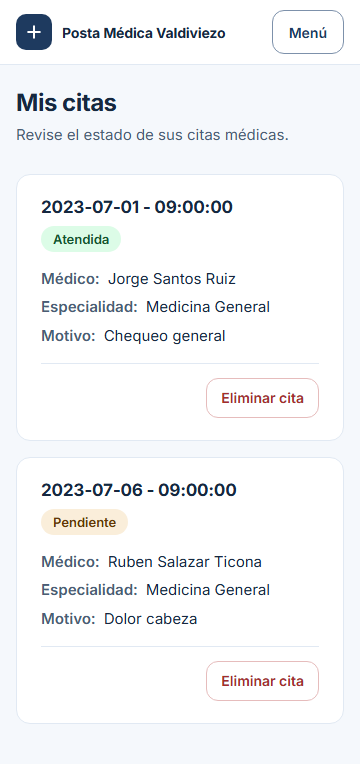 Posta Médica Valdiviezo
Menú
Mis citas
Revise el estado de sus citas médicas.
2023-07-01 - 09:00:00
Atendida
Médico: Jorge Santos Ruiz
Especialidad: Medicina General
Motivo: Chequeo general
Eliminar cita
2023-07-06 - 09:00:00
Pendiente
Médico: Ruben Salazar Ticona
Especialidad: Medicina General
Motivo: Dolor cabeza
Eliminar cita